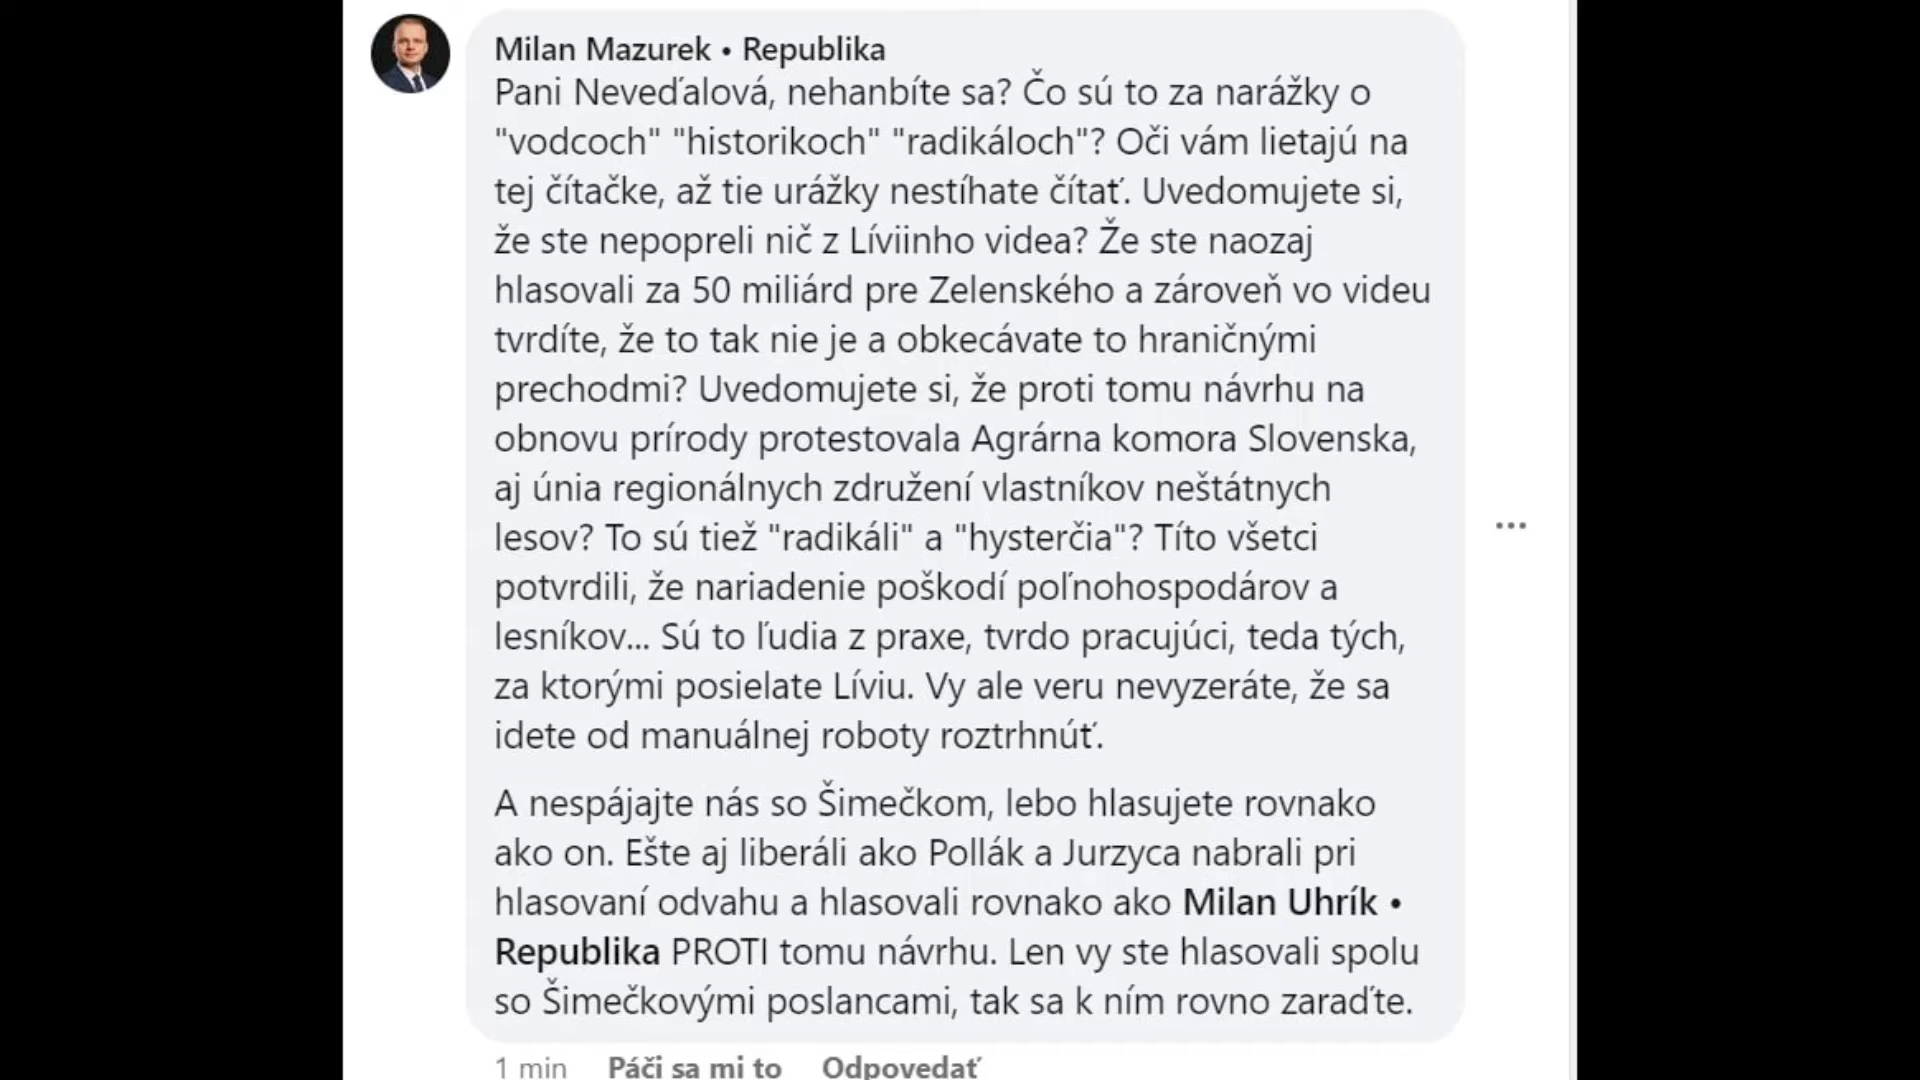 Milan Mazurek • Republika
Pani Neveďalová, nehanbíte sa? Čo sú to za narážky o
"vodcoch" "historikoch" "radikáloch"? Oči vám lietajú na
tej čítačke, až tie urážky nestíhate čítať. Uvedomujete si,
že ste nepopreli nič z Líviinho videa? Že ste naozaj
hlasovali za 50 miliárd pre Zelenského a zároveň vo videu
tvrdíte, že to tak nie je a obkecávate to hraničnými
prechodmi? Uvedomujete si, že proti tomu návrhu na
obnovu prírody protestovala Agrárna komora Slovenska,
aj únia regionálnych združení vlastníkov neštátnych
lesov? To sú tiež "radikáli" a "hysterčia"? Títo všetci
potvrdili, že nariadenie poškodí poľnohospodárov a
lesníkov... Sú to ľudia z praxe, tvrdo pracujúci, teda tých,
za ktorými posielate Líviu. Vy ale veru nevyzeráte, že sa
idete od manuálnej roboty roztrhnúť.
A nespájajte nás so Šimečkom, lebo hlasujete rovnako
ako on. Ešte aj liberáli ako Pollák a Jurzyca nabrali pri
hlasovaní odvahu a hlasovali rovnako ako Milan Uhrík •
Republika PROTI tomu návrhu. Len vy ste hlasovali spolu
so Šimečkovými poslancami, tak sa k ním rovno zaraďte.
1 min Páči sa mi to Odpovedať